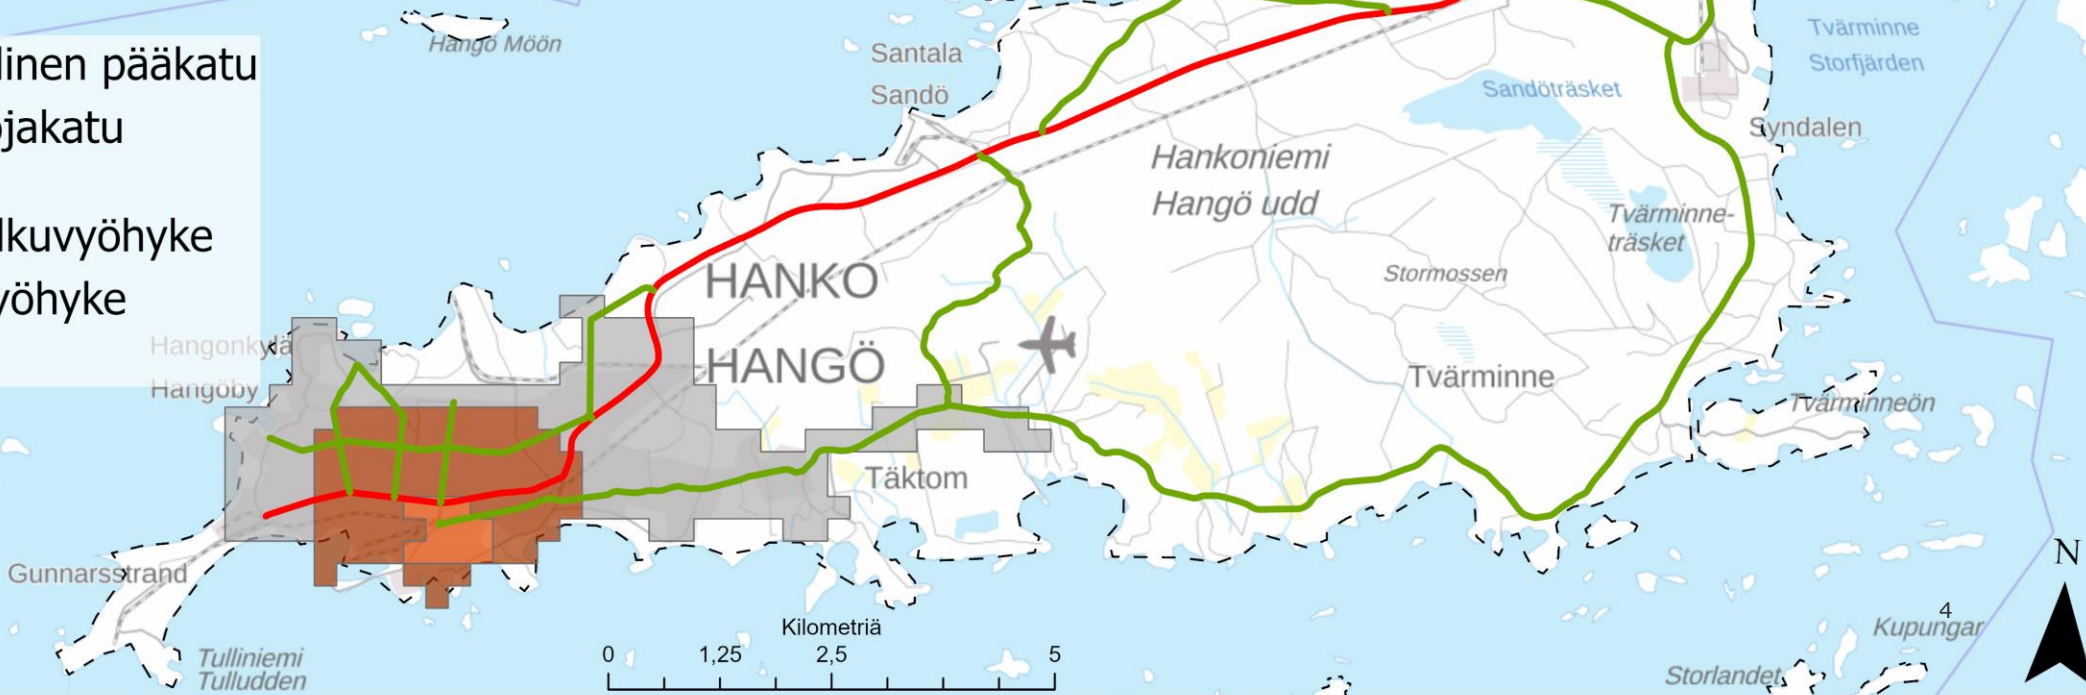 linen pääkatu
ojakatu
lkuvyöhyke
yöhyke
Hangö Möön
Santala
Sandö
Tvärminne
Storfjärden
Sandöträsket
Syndalen
Hankoniemi
Hangö udd
Tvärminne-
träsket
Stormossen
HANKO
HANGÖ
Hangonkylä
Hangöby
Tvärminne
Tvärminneön
Täktom
Gunnarsstrand
Tulliniemi
Tulludden
Kilometriä
0 1,25 2,5 5
N
4
Kupungar
Storlandet